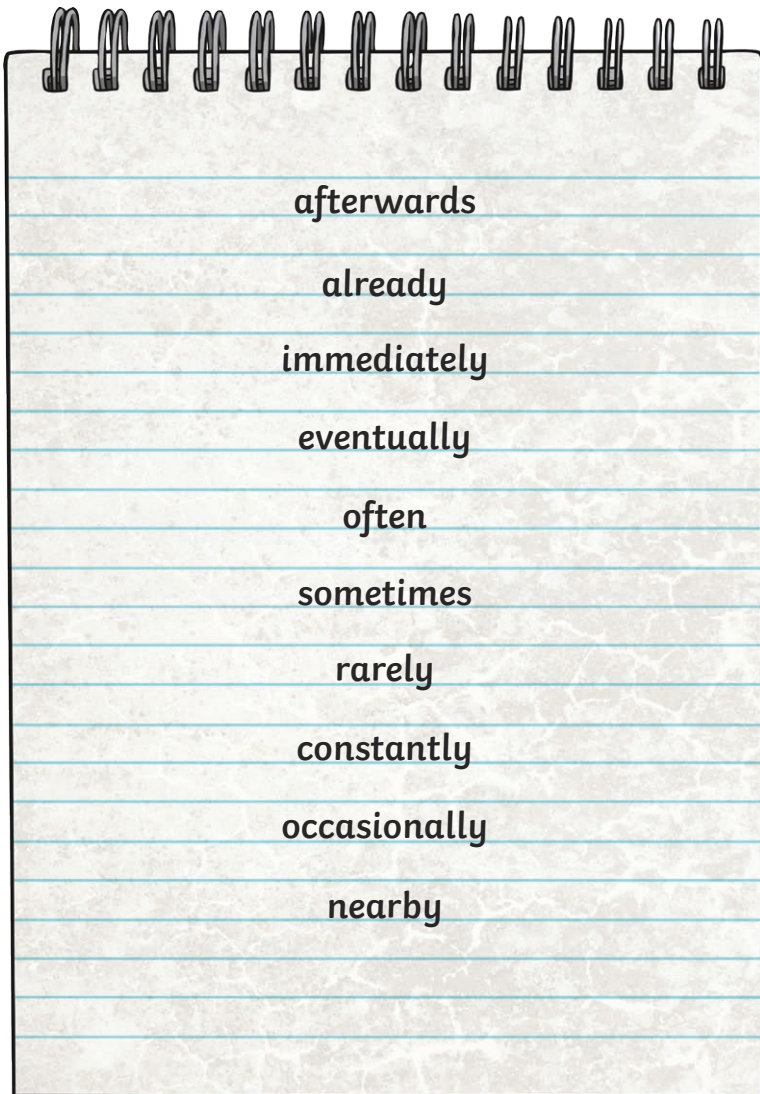 afterwards
already
immediately
eventually
often
sometimes
rarely
constantly
occasionally
nearby